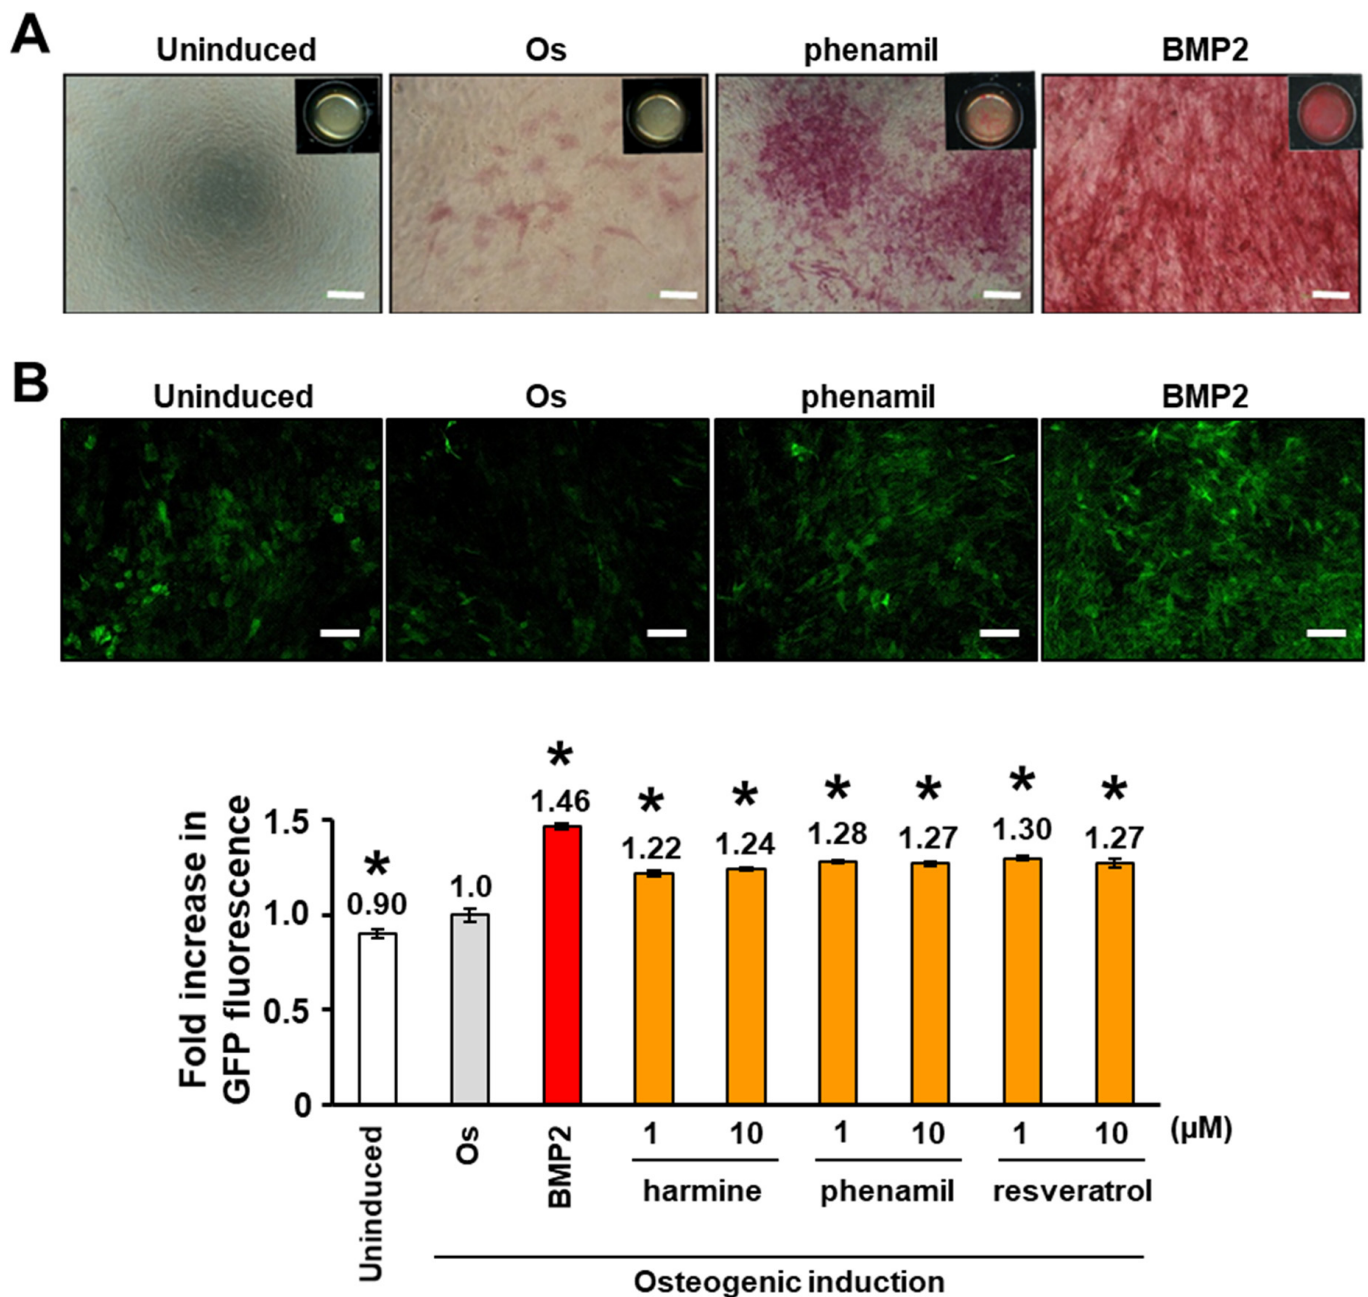 A
Uninduced Os phenamil BMP2
B
Uninduced Os phenamil BMP2
Fold increase in
GFP fluorescence
1.5
1.0
0.5
0
*
0.90
1.0
*
1.46
*
1.22
*
1.24
*
1.28
*
1.27
*
1.30
*
1.27
Uninduced
Os
BMP2
1 10 1 10 1 10 (μM)
harmine phenamil resveratrol
Osteogenic induction